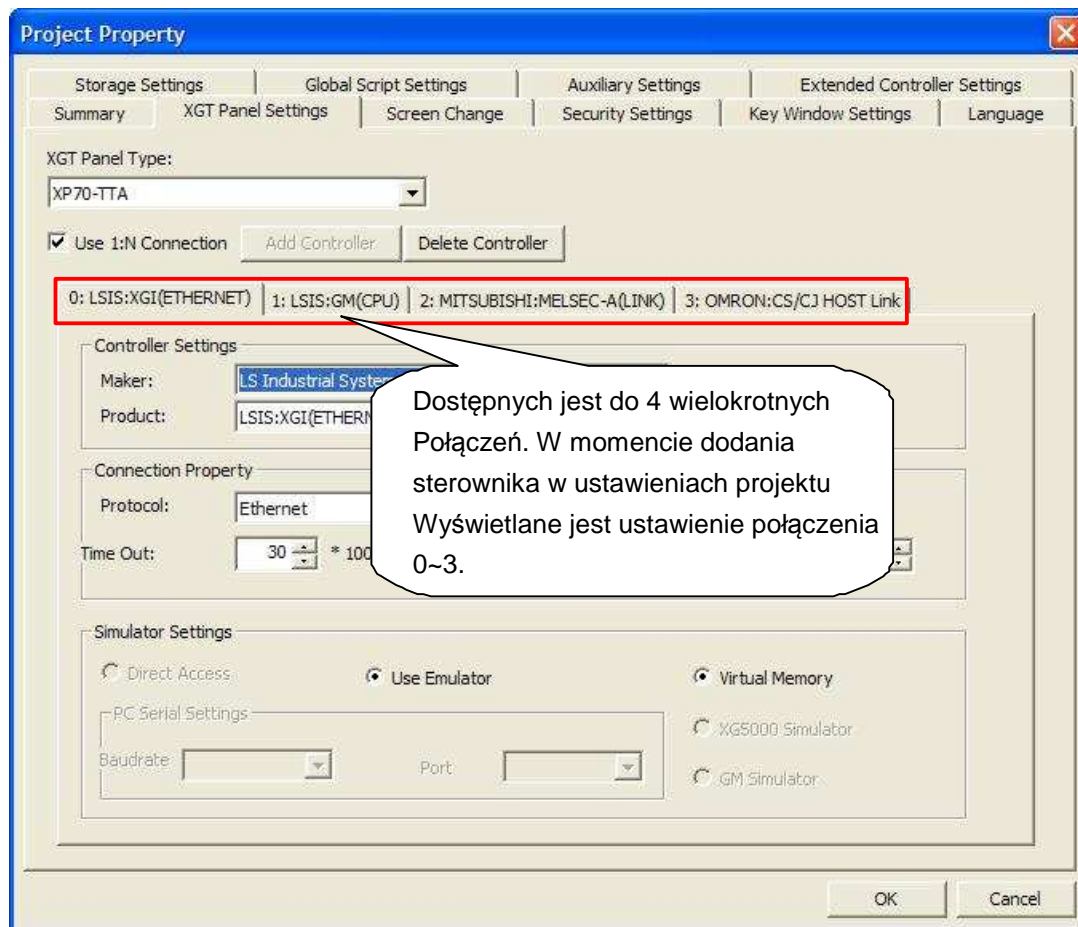 Project Property
Storage Settings Global Script Settings Auxiliary Settings Extended Controller Settings
Summary XGT Panel Settings Screen Change Security Settings Key Window Settings Language
XGT Panel Type:
XP70-TTA
Use 1:N Connection Add Controller Delete Controller
0: LSIS:XGI(ETHERNET) 1: LSIS:GM(CPU) 2: MITSUBISHI:MELSEC-A(LINK) 3: OMRON:CS/CJ HOST Link
Controller Settings
Maker: LS Industrial System
Product: LSIS:XGI(ETHERN
Dostępnych jest do 4 wielokrotnych
Połączeń. W momencie dodania
sterownika w ustawieniach projektu
Wyświetlane jest ustawienie połączenia
0~3.
Connection Property
Protocol: Ethernet
Time Out: 30 * 100
Simulator Settings
Direct Access Use Emulator Virtual Memory
PC Serial Settings
XG5000 Simulator
Baudrate Port
GM Simulator
OK Cancel